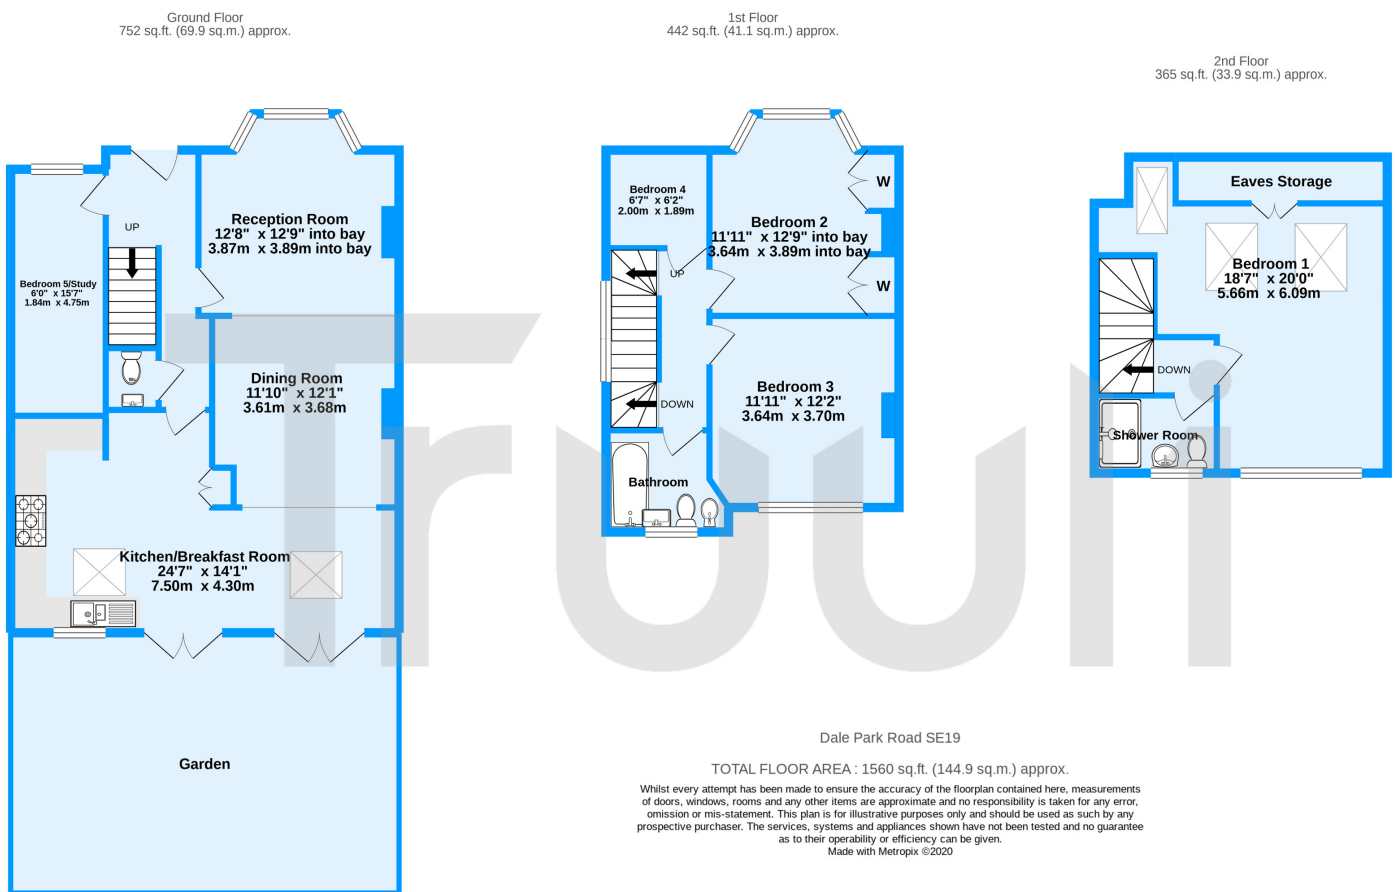 Ground Floor
752 sq.ft. (69.9 sq.m.) approx.
1st Floor
442 sq.ft. (41.1 sq.m.) approx.
2nd Floor
365 sq.ft. (33.9 sq.m.) approx.
UP
Reception Room
12'8" x 12'9" into bay
3.87m x 3.89m into bay
Bedroom 5/Study
6'0" x 15'7"
1.84m x 4.75m
Dining Room
11'10" x 12'1"
3.61m x 3.68m
Kitchen/Breakfast Room
24'7" x 14'1"
7.50m x 4.30m
Garden
Bedroom 4
6'7" x 6'2"
2.00m x 1.89m
Bedroom 2
11'11" x 12'9" into bay
3.64m x 3.89m into bay
W
W
UP
DOWN
Bedroom 3
11'11" x 12'2"
3.64m x 3.70m
Bathroom
Eaves Storage
Bedroom 1
18'7" x 20'0"
5.66m x 6.09m
DOWN
Shower Room
Truuli
Dale Park Road SE19
TOTAL FLOOR AREA : 1560 sq.ft. (144.9 sq.m.) approx.
Whilst every attempt has been made to ensure the accuracy of the floorplan contained here, measurements
of doors, windows, rooms and any other items are approximate and no responsibility is taken for any error,
omission or mis-statement. This plan is for illustrative purposes only and should be used as such by any
prospective purchaser. The services, systems and appliances shown have not been tested and no guarantee
as to their operability or efficiency can be given.
Made with Metropix ©2020